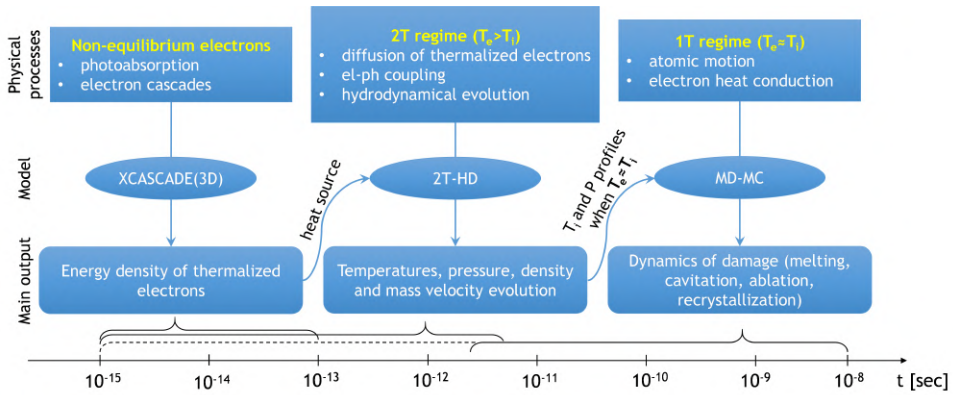 Physical
processes
Non-equilibrium electrons
• photoabsorption
• electron cascades
2T regime (Te>Ti)
• diffusion of thermalized electrons
• el-ph coupling
• hydrodynamical evolution
1T regime (Te≈Ti)
• atomic motion
• electron heat conduction
Model
XCASCADE(3D)
heat source
2T-HD
Ti and P profiles
when Te≈Ti
MD-MC
Main output
Energy density of thermalized
electrons
Temperatures, pressure, density
and mass velocity evolution
Dynamics of damage (melting,
cavitation, ablation,
recrystallization)
10⁻¹⁵ 10⁻¹⁴ 10⁻¹³ 10⁻¹² 10⁻¹¹ 10⁻¹⁰ 10⁻⁹ 10⁻⁸ t [sec]